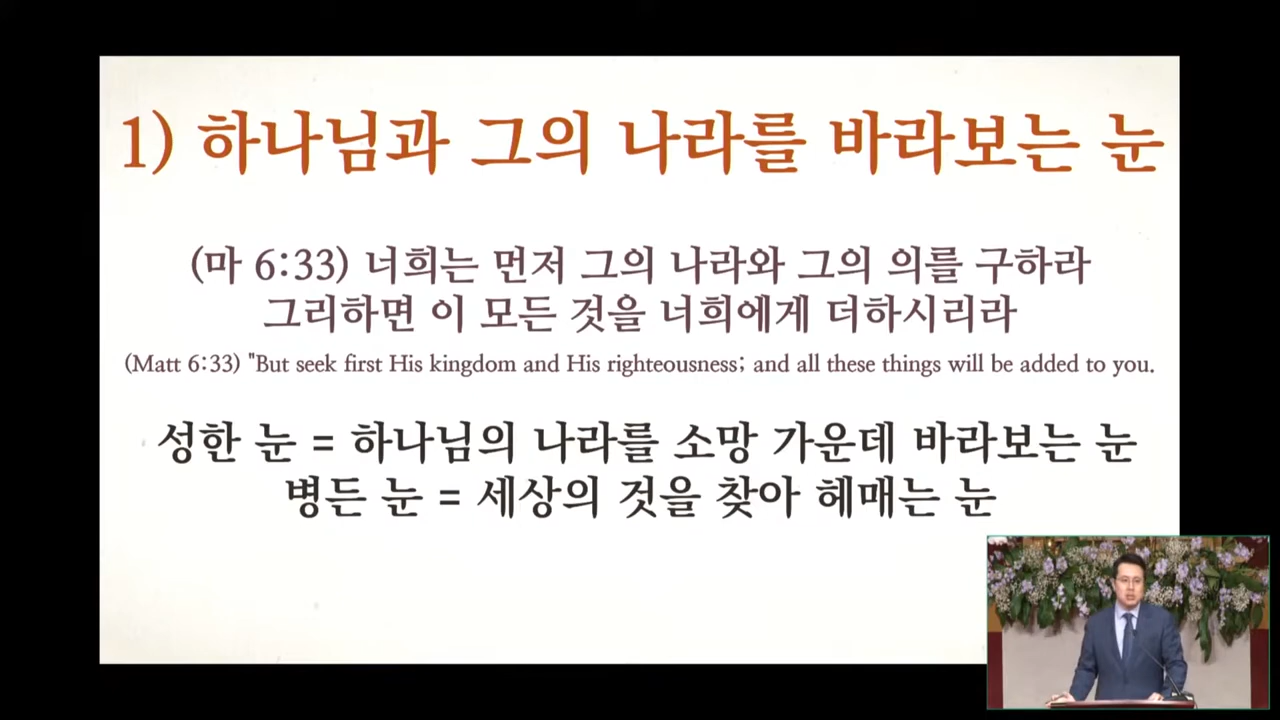 1) 하나님과 그의 나라를 바라보는 눈
(마 6:33) 너희는 먼저 그의 나라와 그의 의를 구하라
그리하면 이 모든 것을 너희에게 더하시리라
(Matt 6:33) "But seek first His kingdom and His righteousness; and all these things will be added to you.
성한 눈 = 하나님의 나라를 소망 가운데 바라보는 눈
병든 눈 = 세상의 것을 찾아 헤매는 눈